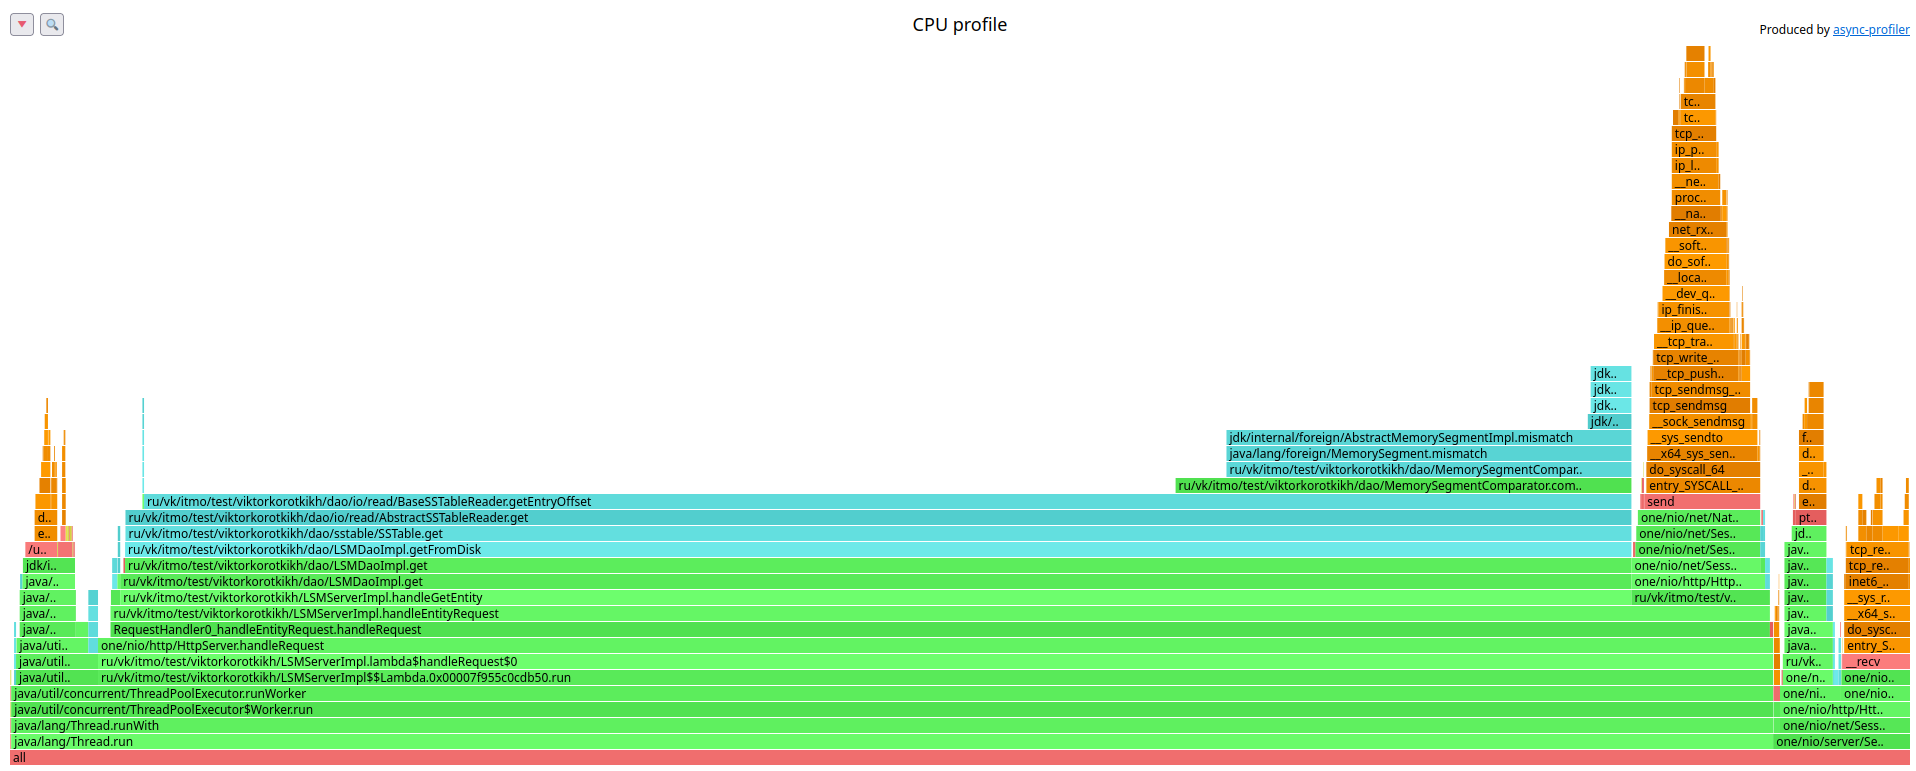 CPU profile
Produced by async-profiler
tc..
tc..
tcp_..
ip_p..
ip_l..
__ne..
proc..
__na..
net_rx..
__soft..
do_sof..
__loca..
__dev_q..
ip_finis..
__ip_que..
__tcp_tra..
tcp_write_..
jdk.. __tcp_push..
jdk.. tcp_sendmsg_..
jdk.. tcp_sendmsg
jdk/.. __sock_sendmsg
jdk/internal/foreign/AbstractMemorySegmentImpl.mismatch __sys_sendto f..
java/lang/foreign/MemorySegment.mismatch __x64_sys_sen.. d..
ru/vk/itmo/test/viktorkorotkikh/dao/MemorySegmentCompar.. do_syscall_64 _..
ru/vk/itmo/test/viktorkorotkikh/dao/MemorySegmentComparator.com.. entry_SYSCALL_.. d..
ru/vk/itmo/test/viktorkorotkikh/dao/io/read/BaseSSTableReader.getEntryOffset send e..
d.. ru/vk/itmo/test/viktorkorotkikh/dao/io/read/AbstractSSTableReader.get one/nio/net/Nat.. pt..
e.. ru/vk/itmo/test/viktorkorotkikh/dao/sstable/SSTable.get one/nio/net/Ses.. jd..
/u.. ru/vk/itmo/test/viktorkorotkikh/dao/LSMDaoImpl.getFromDisk one/nio/net/Ses.. jav.. tcp_re..
jdk/i.. ru/vk/itmo/test/viktorkorotkikh/dao/LSMDaoImpl.get one/nio/net/Sess.. jav.. tcp_re..
java/.. ru/vk/itmo/test/viktorkorotkikh/dao/LSMDaoImpl.get one/nio/http/Http.. jav.. inet6_..
java/.. ru/vk/itmo/test/viktorkorotkikh/LSMServerImpl.handleGetEntity ru/vk/itmo/test/v.. jav.. __sys_r..
java/.. ru/vk/itmo/test/viktorkorotkikh/LSMServerImpl.handleEntityRequest jav.. __x64_s..
java/.. RequestHandler0_handleEntityRequest.handleRequest java.. do_sysc..
java/uti.. one/nio/http/HttpServer.handleRequest java.. entry_S..
java/util.. ru/vk/itmo/test/viktorkorotkikh/LSMServerImpl.lambda$handleRequest$0 ru/vk.. __recv
java/util.. ru/vk/itmo/test/viktorkorotkikh/LSMServerImpl$$Lambda.0x00007f955c0cdb50.run one/n.. one/nio..
java/util/concurrent/ThreadPoolExecutor.runWorker one/ni.. one/nio..
java/util/concurrent/ThreadPoolExecutor$Worker.run one/nio/http/Htt..
java/lang/Thread.runWith one/nio/net/Sess..
java/lang/Thread.run one/nio/server/Se..
all